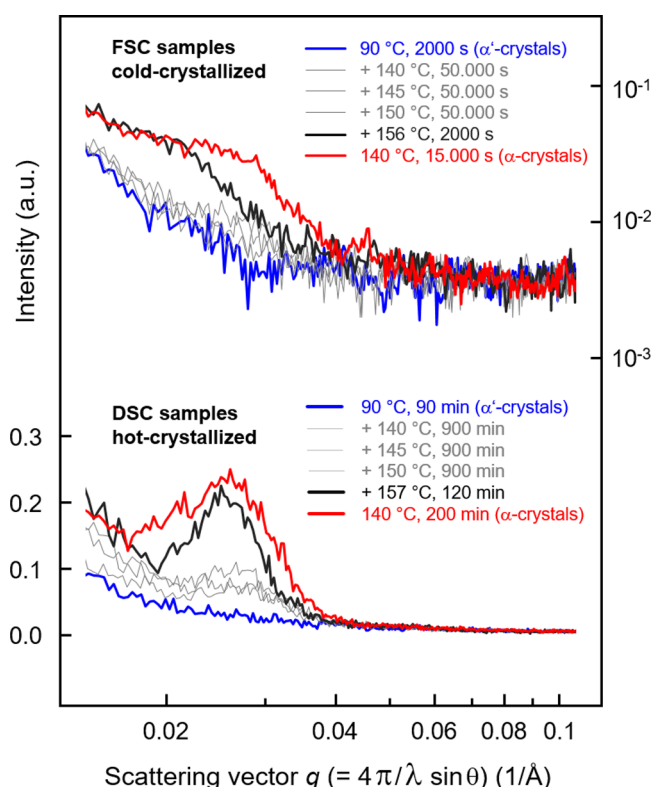 FSC samples
cold-crystallized
90 °C, 2000 s (α'-crystals)
+ 140 °C, 50.000 s
+ 145 °C, 50.000 s
+ 150 °C, 50.000 s
+ 156 °C, 2000 s
140 °C, 15.000 s (α-crystals)
10-1
10-2
10-3
Intensity (a.u.)
DSC samples
hot-crystallized
90 °C, 90 min (α'-crystals)
+ 140 °C, 900 min
+ 145 °C, 900 min
+ 150 °C, 900 min
+ 157 °C, 120 min
140 °C, 200 min (α-crystals)
0.3
0.2
0.1
0.0
0.02 0.04 0.06 0.08 0.1
Scattering vector q (= 4π/λ sinθ) (1/Å)